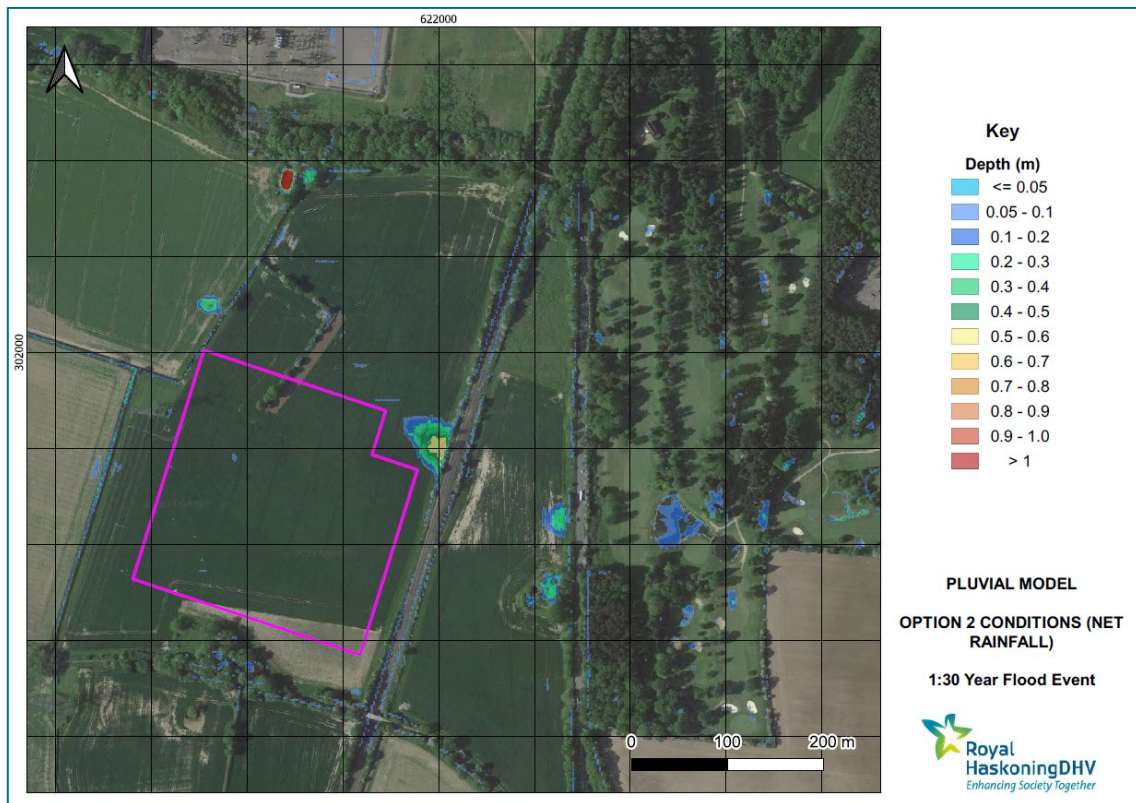 622000
302000
Key
Depth (m)
<= 0.05
0.05 - 0.1
0.1 - 0.2
0.2 - 0.3
0.3 - 0.4
0.4 - 0.5
0.5 - 0.6
0.6 - 0.7
0.7 - 0.8
0.8 - 0.9
0.9 - 1.0
> 1
PLUVIAL MODEL
OPTION 2 CONDITIONS (NET
RAINFALL)
1:30 Year Flood Event
0 100 200 m
Royal
HaskoningDHV
Enhancing Society Together